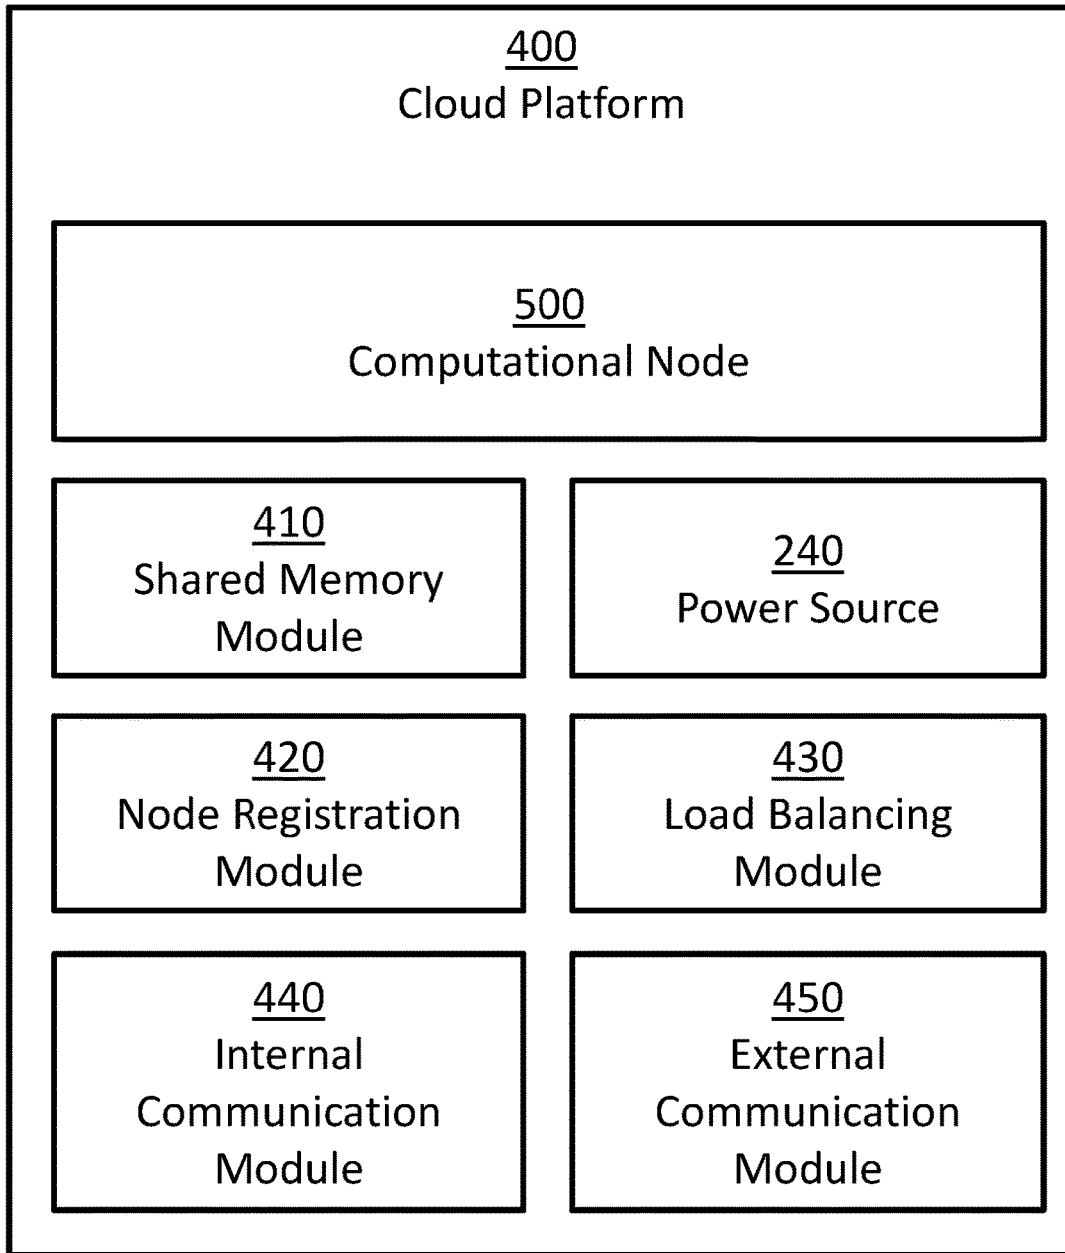 400
Cloud Platform
500
Computational Node
410
Shared Memory
Module
240
Power Source
420
Node Registration
Module
430
Load Balancing
Module
440
Internal
Communication
Module
450
External
Communication
Module